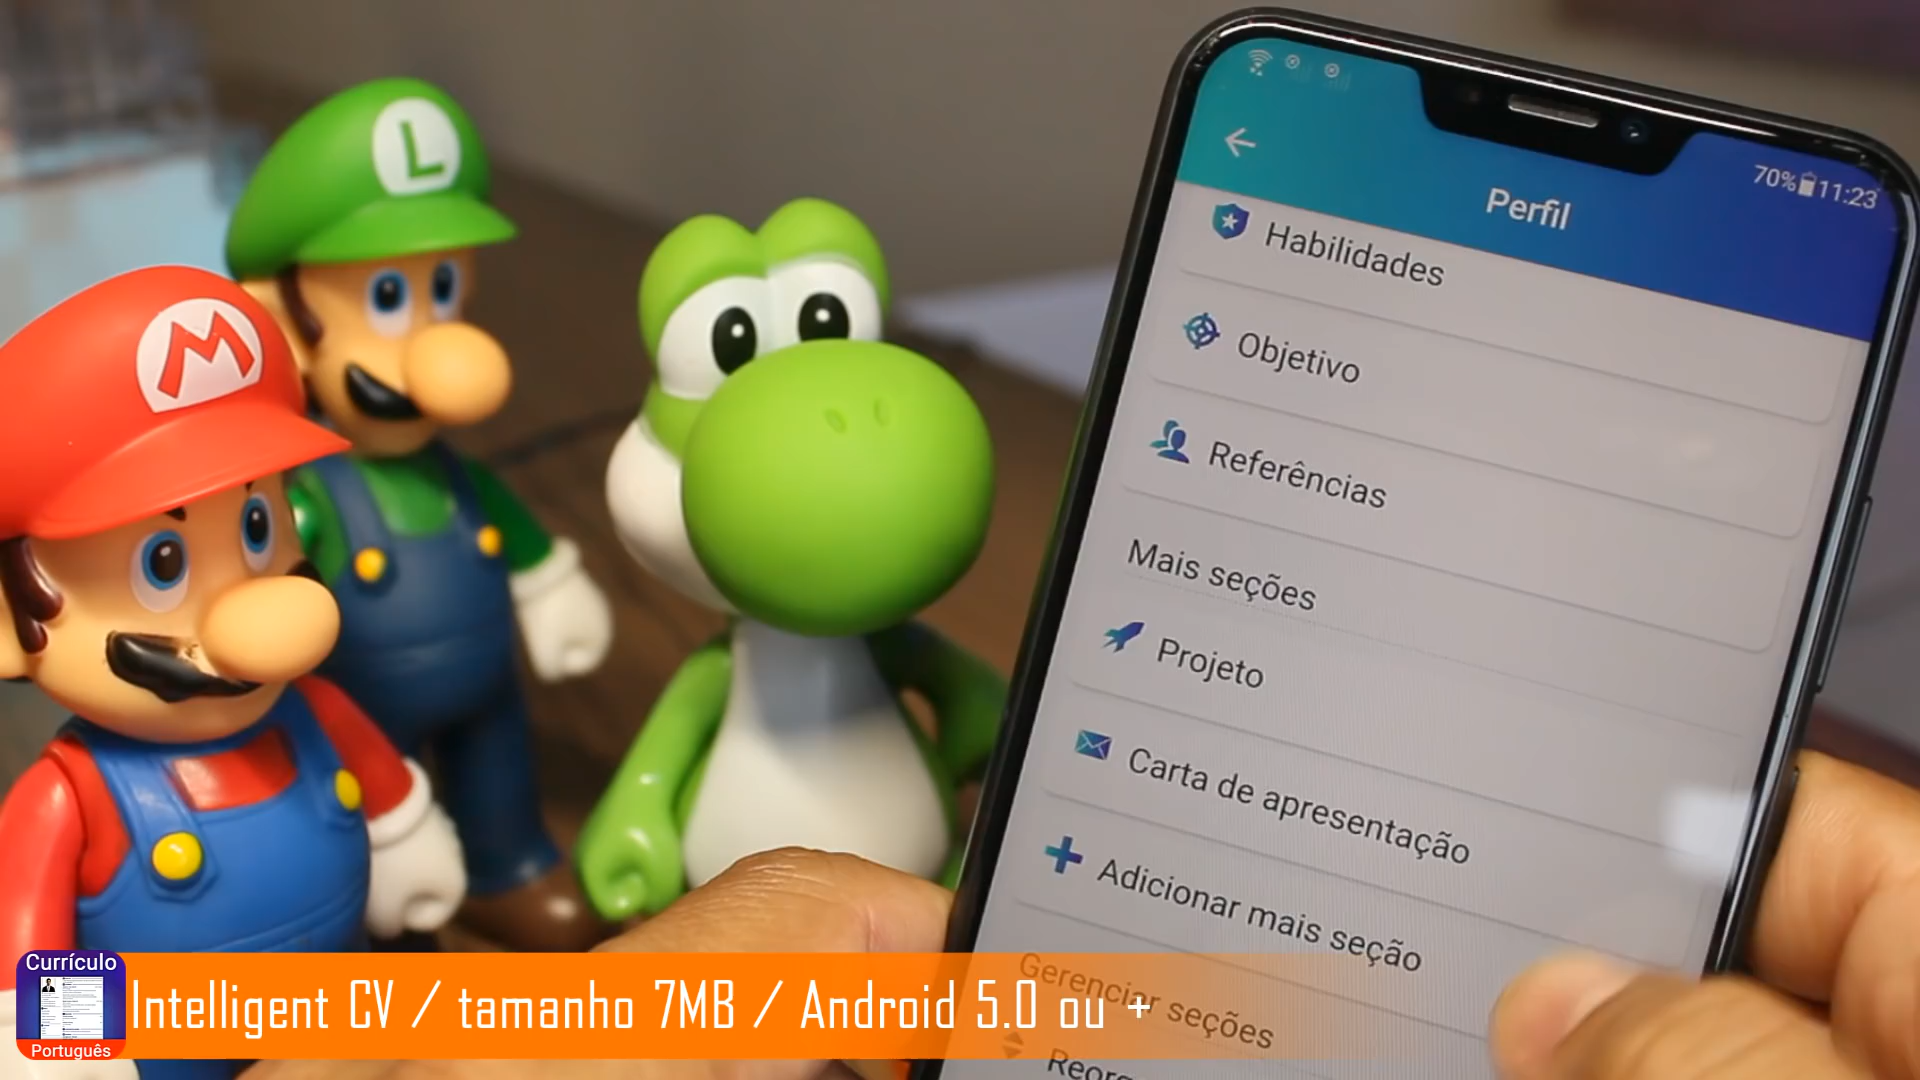 L
M
70% 11:23
Perfil
Habilidades
Objetivo
Referências
Mais seções
Projeto
Carta de apresentação
Adicionar mais seção
Gerenciar seções
Currículo
Português
Intelligent CV / tamanho 7MB / Android 5.0 ou +